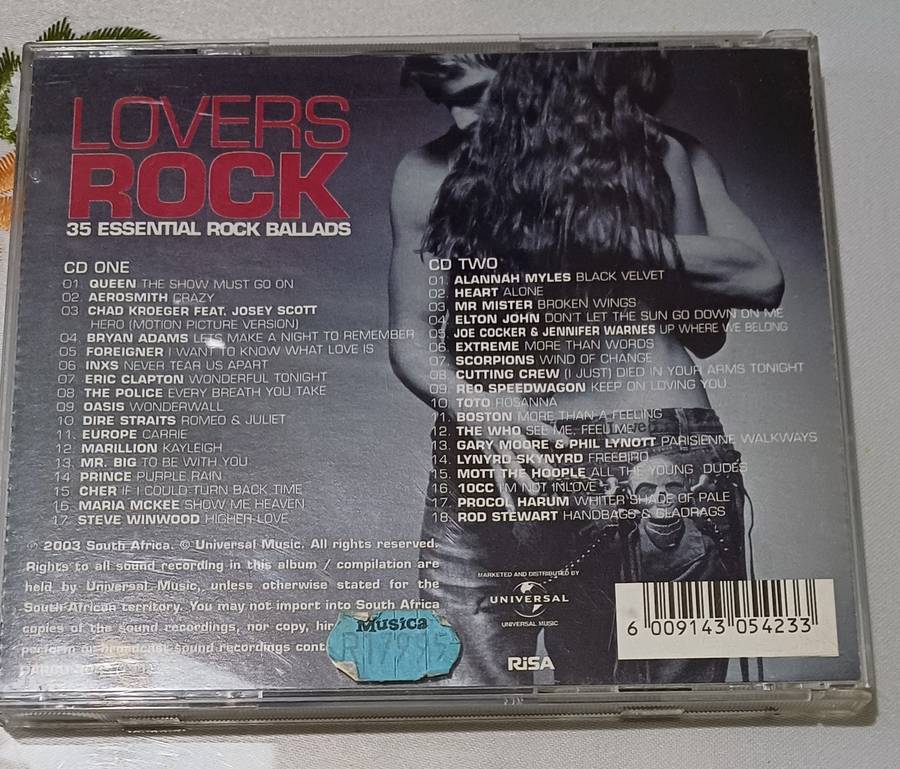 LOVERS
ROCK
35 ESSENTIAL ROCK BALLADS
CD ONE
01. QUEEN THE SHOW MUST GO ON
02. AEROSMITH CRAZY
03. CHAD KROEGER FEAT. JOSEY SCOTT
HERO (MOTION PICTURE VERSION)
04. BRYAN ADAMS LETS MAKE A NIGHT TO REMEMBER
05. FOREIGNER I WANT TO KNOW WHAT LOVE IS
06. INXS NEVER TEAR US APART
07 ERIC CLAPTON WONDERFUL TONIGHT
08 THE POLICE EVERY BREATH YOU TAKE
09 OASIS WONDERWALL
10. DIRE STRAITS ROMEO & JULIET
11. EUROPE CARRIE
12. MARILLION KAYLEIGH
13. MR. BIG TO BE WITH YOU
14 PRINCE PURPLE RAIN
15 CHER IF I COULD TURN BACK TIME
16. MARIA MCKEE SHOW ME HEAVEN
17. STEVE WINWOOD HIGHER LOVE
CD TWO
01. ALANNAH MYLES BLACK VELVET
02. HEART ALONE
03. MR MISTER BROKEN WINGS
04. ELTON JOHN DON'T LET THE SUN GO DOWN ON ME
05. JOE COCKER & JENNIFER WARNES UP WHERE WE BELONG
06. EXTREME MORE THAN WORDS
07. SCORPIONS WIND OF CHANGE
08. CUTTING CREW (I JUST) DIED IN YOUR ARMS TONIGHT
09. REO SPEEDWAGON KEEP ON LOVING YOU
10. TOTO ROSANNA
11. BOSTON MORE THAN A FEELING
12. THE WHO SEE ME, FEEL ME
13. GARY MOORE & PHIL LYNOTT PARISIENNE WALKWAYS
14. LYNYRD SKYNYRD FREEBIRD
15. MOTT THE HOOPLE ALL THE YOUNG DUDES
16. 10CC I'M NOT IN LOVE
17. PROCOL HARUM WHITER SHADE OF PALE
18. ROD STEWART HANDBAGS & GLADRAGS
℗ 2003 South Africa. © Universal Music. All rights reserved.
Rights to all sound recording in this album / compilation are
held by Universal Music, unless otherwise stated for the
South African territory. You may not import into South Africa
copies of the sound recordings, nor copy, hir
perform or broadcast sound recordings cont
Musica
MARKETED AND DISTRIBUTED BY
UNIVERSAL
UNIVERSAL MUSIC
RiSA
6 009143 054233